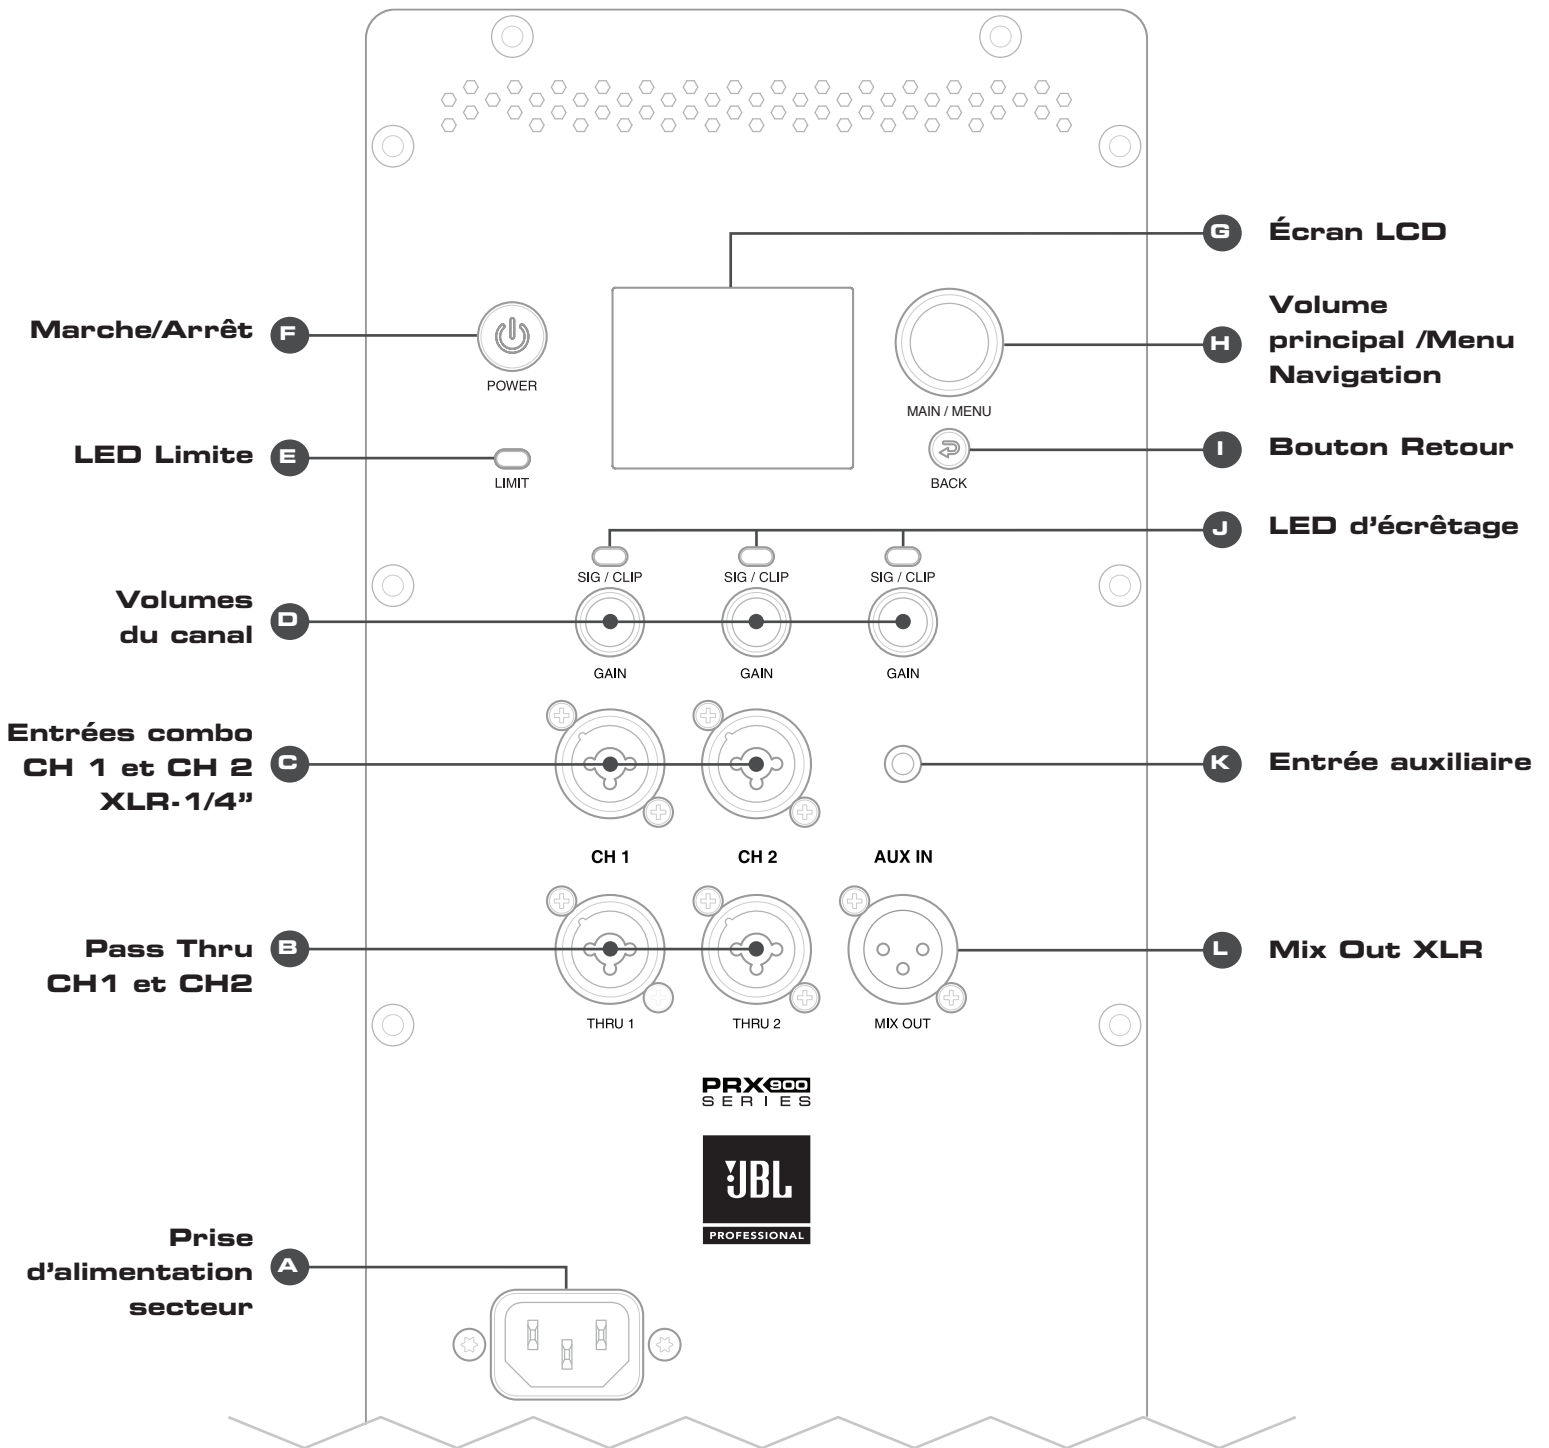 G Écran LCD
Volume
principal /Menu
H
Navigation
Marche/Arrêt F
POWER
MAIN / MENU
LED Limite E
LIMIT
I Bouton Retour
BACK
J LED d'écrêtage
SIG / CLIP SIG / CLIP SIG / CLIP
Volumes
du canal
D
GAIN GAIN GAIN
Entrées combo
CH 1 et CH 2
XLR-1/4”
C
K Entrée auxiliaire
CH 1 CH 2 AUX IN
Pass Thru
CH1 et CH2
B
L Mix Out XLR
THRU 1 THRU 2 MIX OUT
PRX 900
SERIES
JBL
PROFESSIONAL
Prise
d'alimentation
secteur
A